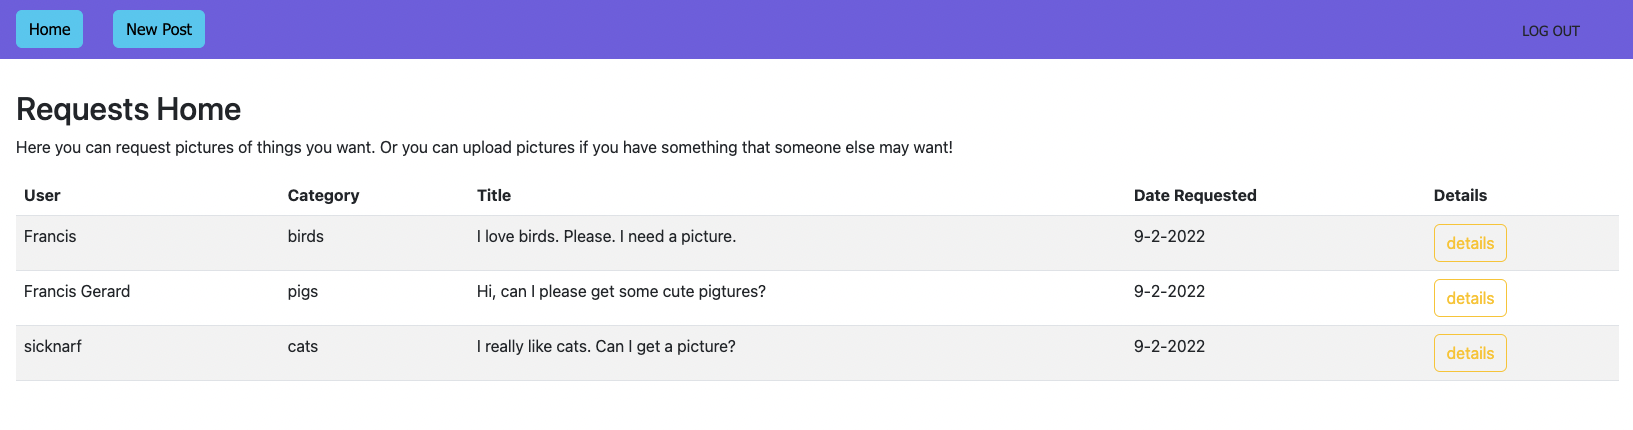 Home New Post LOG OUT
Requests Home
Here you can request pictures of things you want. Or you can upload pictures if you have something that someone else may want!
User Category Title Date Requested Details
Francis birds I love birds. Please. I need a picture. 9-2-2022 details
Francis Gerard pigs Hi, can I please get some cute pigtures? 9-2-2022 details
sicknarf cats I really like cats. Can I get a picture? 9-2-2022 details